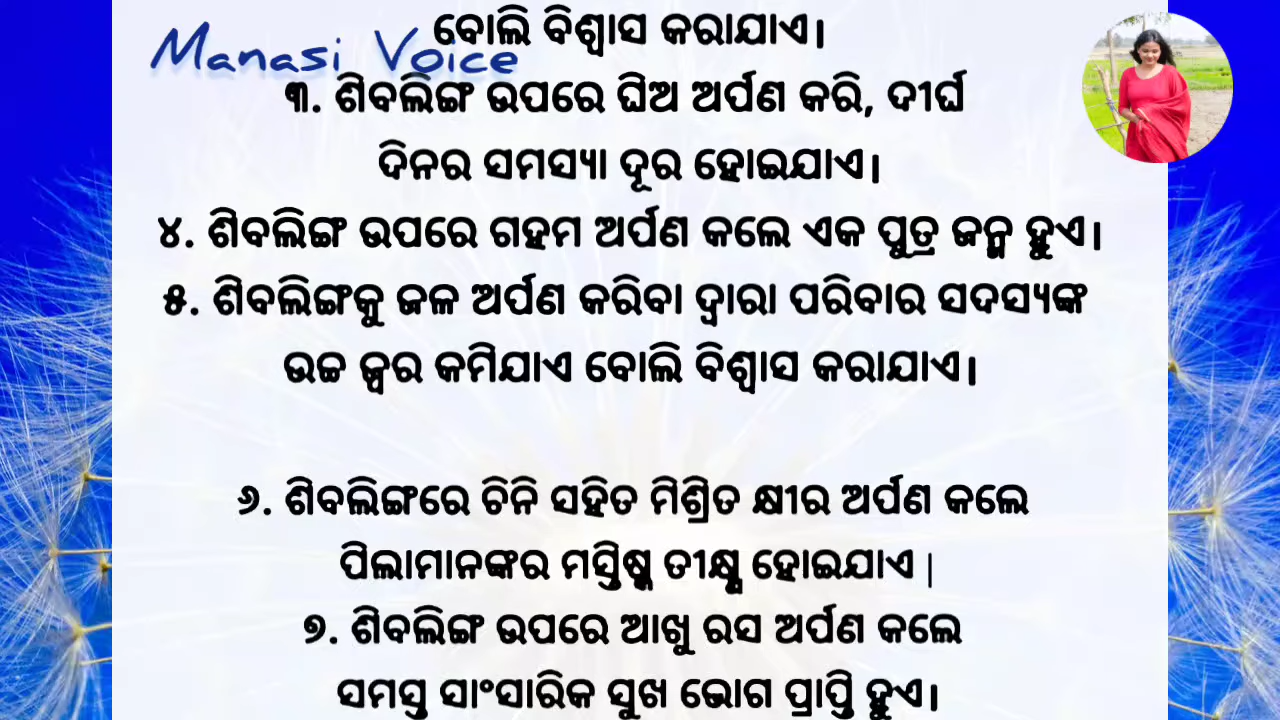 ବୋଲି ବିଶ୍ୱାସ କରାଯାଏ।
Manasi Voice
୩. ଶିବଲିଙ୍ଗ ଉପରେ ଘିଅ ଅର୍ପଣ କରି, ଦୀର୍ଘ
ଦିନର ସମସ୍ୟା ଦୂର ହୋଇଯାଏ।
୪. ଶିବଲିଙ୍ଗ ଉପରେ ଗହମ ଅର୍ପଣ କଲେ ଏକ ପୁତ୍ର ଜନ୍ମ ହୁଏ।
୫. ଶିବଲିଙ୍ଗକୁ ଜଳ ଅର୍ପଣ କରିବା ଦ୍ୱାରା ପରିବାର ସଦସ୍ୟଙ୍କ
ଉଚ୍ଚ ଜ୍ୱର କମିଯାଏ ବୋଲି ବିଶ୍ୱାସ କରାଯାଏ।
୬. ଶିବଲିଙ୍ଗରେ ଚିନି ସହିତ ମିଶ୍ରିତ କ୍ଷୀର ଅର୍ପଣ କଲେ
ପିଲାମାନଙ୍କର ମସ୍ତିଷ୍କ ତୀକ୍ଷ୍ଣ ହୋଇଯାଏ |
୭. ଶିବଲିଙ୍ଗ ଉପରେ ଆଖୁ ରସ ଅର୍ପଣ କଲେ
ସମସ୍ତ ସାଂସାରିକ ସୁଖ ଭୋଗ ପ୍ରାପ୍ତି ହୁଏ।